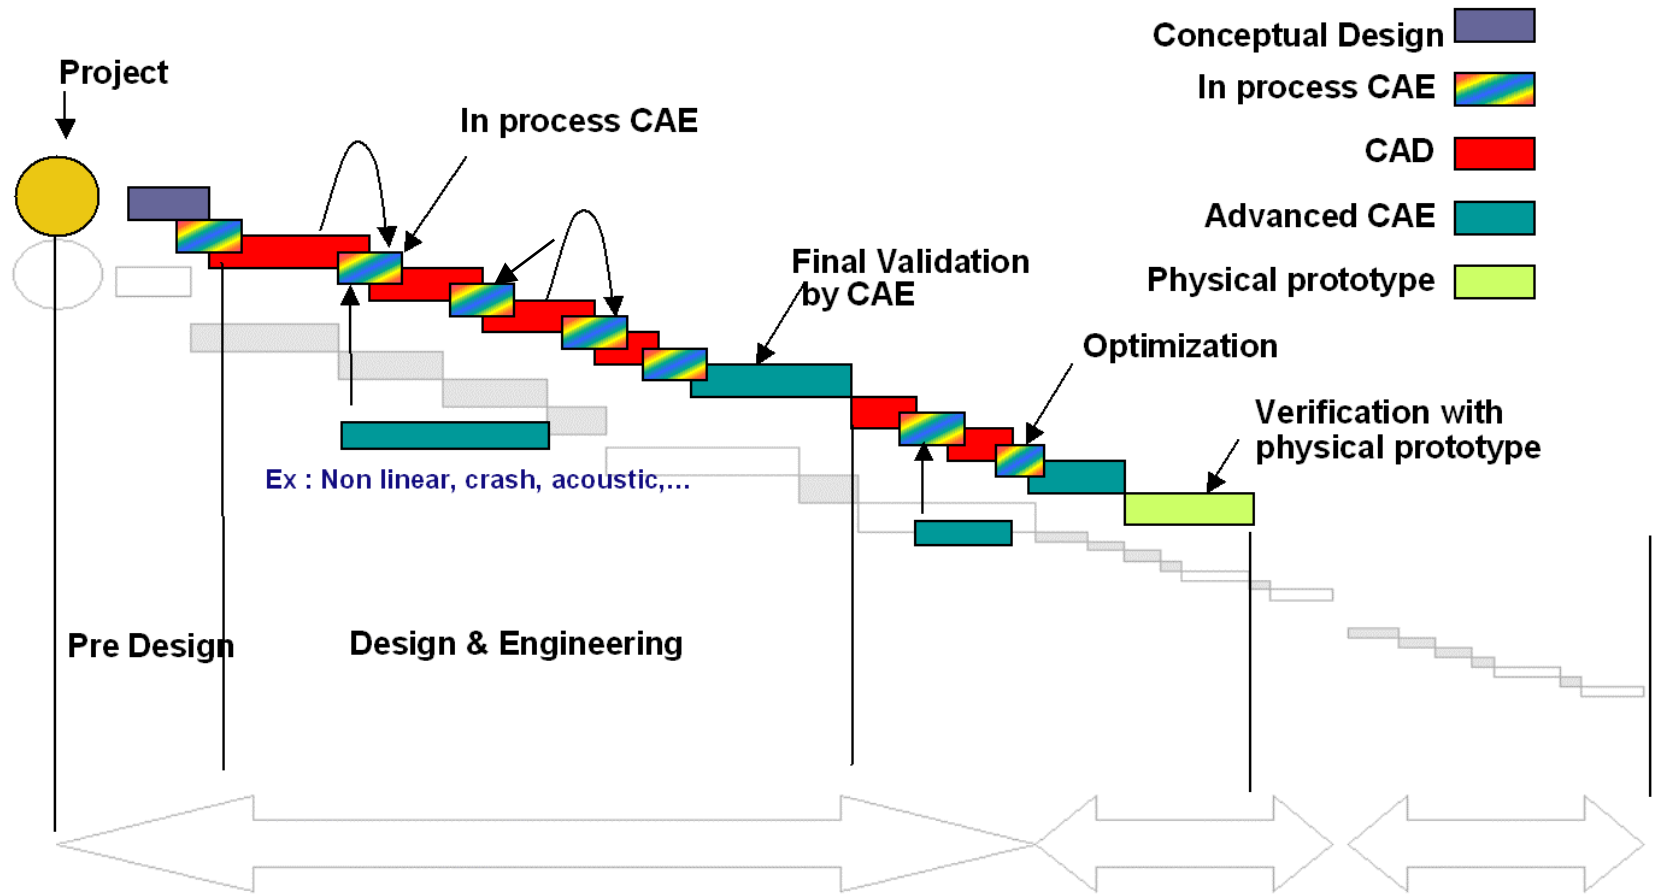 Conceptual Design
Project
In process CAE
In process CAE
CAD
Advanced CAE
Final Validation
by CAE
Physical prototype
Optimization
Verification with
physical prototype
Ex : Non linear, crash, acoustic,...
Pre Design
Design & Engineering